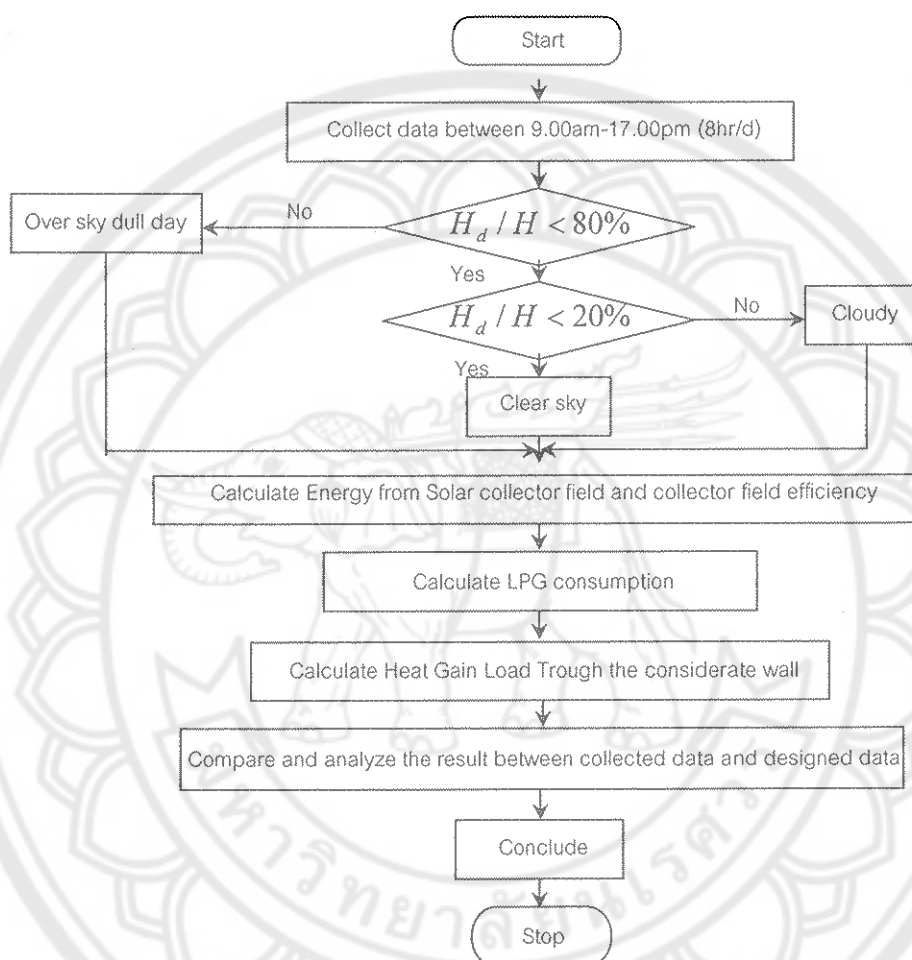 Start
Collect data between 9.00am-17.00pm (8hr/d)
Over sky dull day
No
H_d / H < 80%
Yes
H_d / H < 20%
No
Cloudy
Yes
Clear sky
Calculate Energy from Solar collector field and collector field efficiency
Calculate LPG consumption
Calculate Heat Gain Load Trough the considerate wall
Compare and analyze the result between collected data and designed data
Conclude
Stop